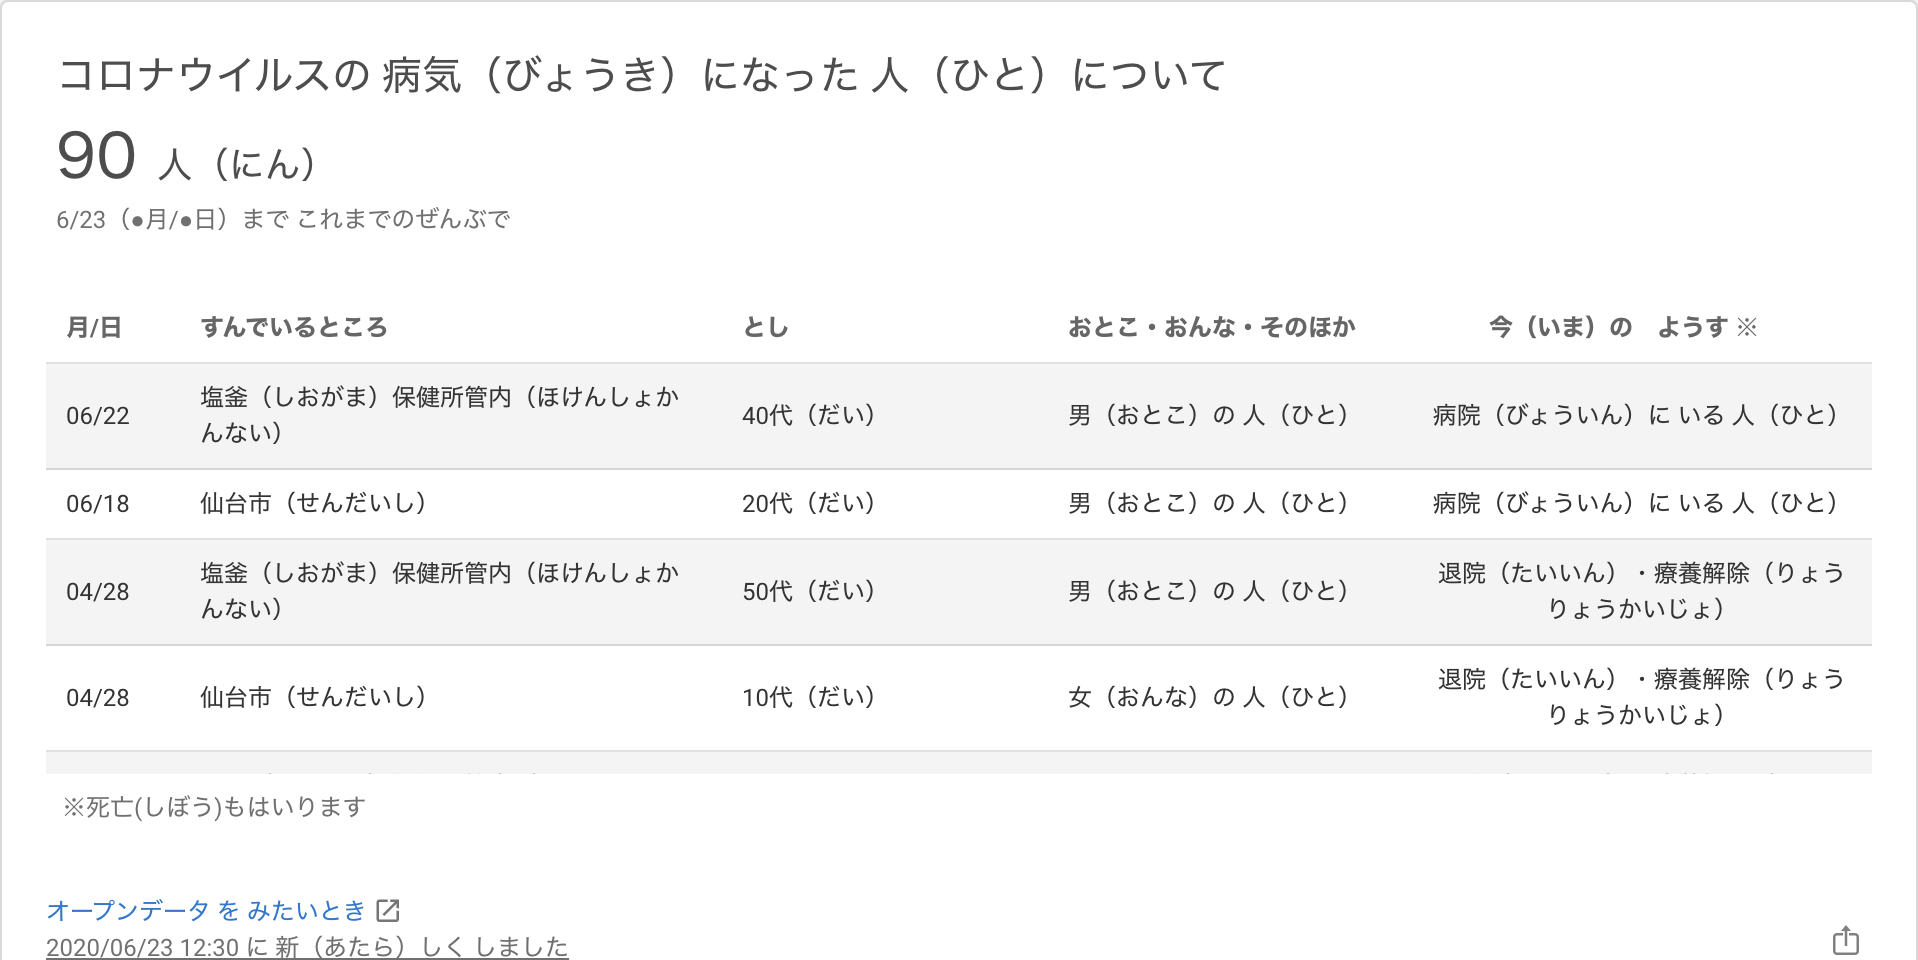 コロナウイルスの 病気（びょうき）になった 人（ひと）について
90 人（にん）
6/23（●月/●日）まで これまでのぜんぶで
月/日 すんでいるところ とし おとこ・おんな・そのほか 今（いま）の　ようす ※
06/22 塩釜（しおがま）保健所管内（ほけんしょかんない） 40代（だい） 男（おとこ）の 人（ひと） 病院（びょういん）に いる 人（ひと）
06/18 仙台市（せんだいし） 20代（だい） 男（おとこ）の 人（ひと） 病院（びょういん）に いる 人（ひと）
04/28 塩釜（しおがま）保健所管内（ほけんしょかんない） 50代（だい） 男（おとこ）の 人（ひと） 退院（たいいん）・療養解除（りょうりょうかいじょ）
04/28 仙台市（せんだいし） 10代（だい） 女（おんな）の 人（ひと） 退院（たいいん）・療養解除（りょうりょうかいじょ）
※死亡(しぼう)もはいります
オープンデータ を みたいとき
2020/06/23 12:30 に 新（あたら）しく しました